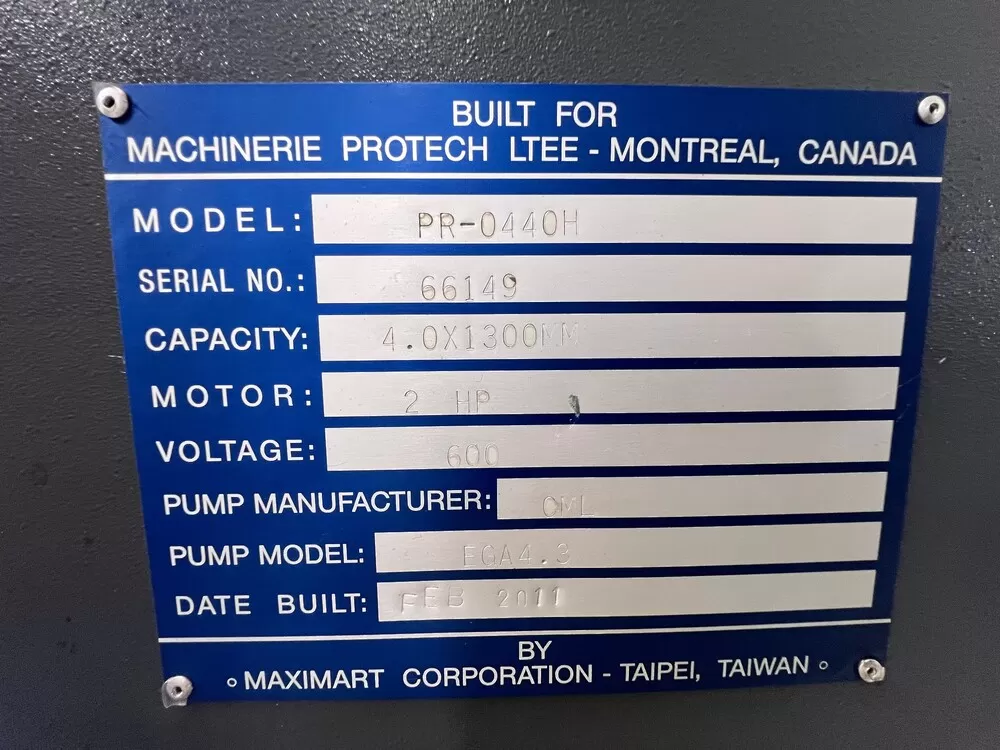 BUILT FOR
MACHINERIE PROTECH LTEE - MONTREAL, CANADA
MODEL: PR-0440H
SERIAL NO.: 66149
CAPACITY: 4.0X1300MM
MOTOR: 2 HP
VOLTAGE: 600
PUMP MANUFACTURER: CML
PUMP MODEL: EGA4.3
DATE BUILT: FEB 2011
BY
MAXIMART CORPORATION - TAIPEI, TAIWAN